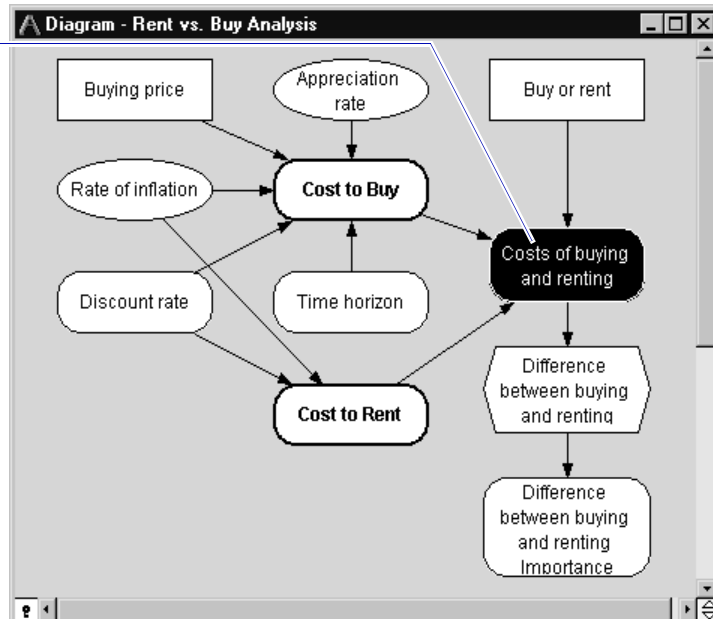 Diagram - Rent vs. Buy Analysis
Buying price
Appreciation
rate
Buy or rent
Rate of inflation
Cost to Buy
Costs of buying
and renting
Discount rate
Time horizon
Difference
between buying
and renting
Cost to Rent
Difference
between buying
and renting
Importance